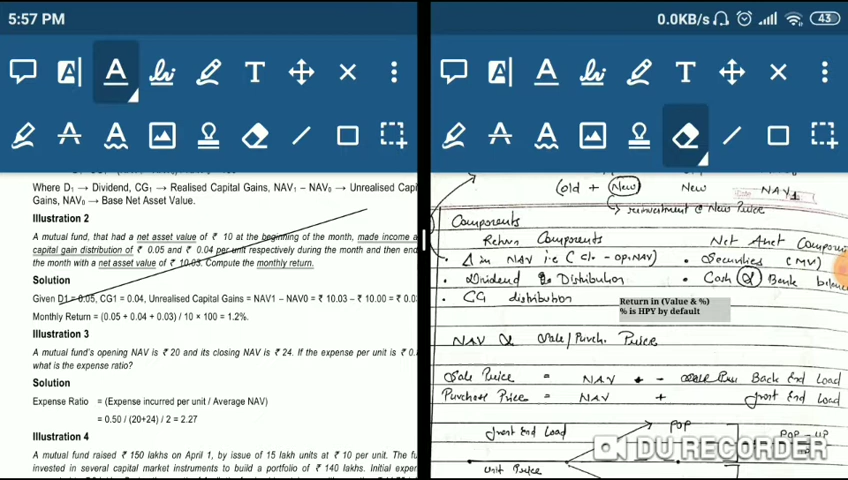 5:57 PM
0.0KB/s
43
Where D1 → Dividend, CG1 → Realised Capital Gains, NAV1 – NAV0 → Unrealised Capi
Gains, NAV0 → Base Net Asset Value.
Illustration 2
A mutual fund, that had a net asset value of ₹ 10 at the beginning of the month, made income a
capital gain distribution of ₹ 0.05 and ₹ 0.04 per unit respectively during the month and then end
the month with a net asset value of ₹ 10.03. Compute the monthly return.
Solution
Given D1 = 0.05, CG1 = 0.04, Unrealised Capital Gains = NAV1 – NAV0 = ₹ 10.03 – ₹ 10.00 = ₹ 0.03
Monthly Return = (0.05 + 0.04 + 0.03) / 10 × 100 = 1.2%.
Illustration 3
A mutual fund's opening NAV is ₹ 20 and its closing NAV is ₹ 24. If the expense per unit is ₹ 0.
what is the expense ratio?
Solution
Expense Ratio = (Expense incurred per unit / Average NAV)
= 0.50 / (20+24) / 2 = 2.27
Illustration 4
A mutual fund raised ₹ 150 lakhs on April 1, by issue of 15 lakh units at ₹ 10 per unit. The fu
invested in several capital market instruments to build a portfolio of ₹ 140 lakhs. Initial expen
(old + New) New NAV1
reinvestment @ New Price
Components
Return Components Net Asset Compon
• Δ in NAV i.e (Cl. - op. NAV) • Securities (MV)
• Dividend Distribution • Cash & Bank balan
• CG distribution
Return in (Value & %)
% is HPY by default
NAV & Sale/Purch. Price
Sale Price = NAV - Back End Load
Purchase Price = NAV + front End Load
front End Load POP POP - UP
Unit Price
DU RECORDER